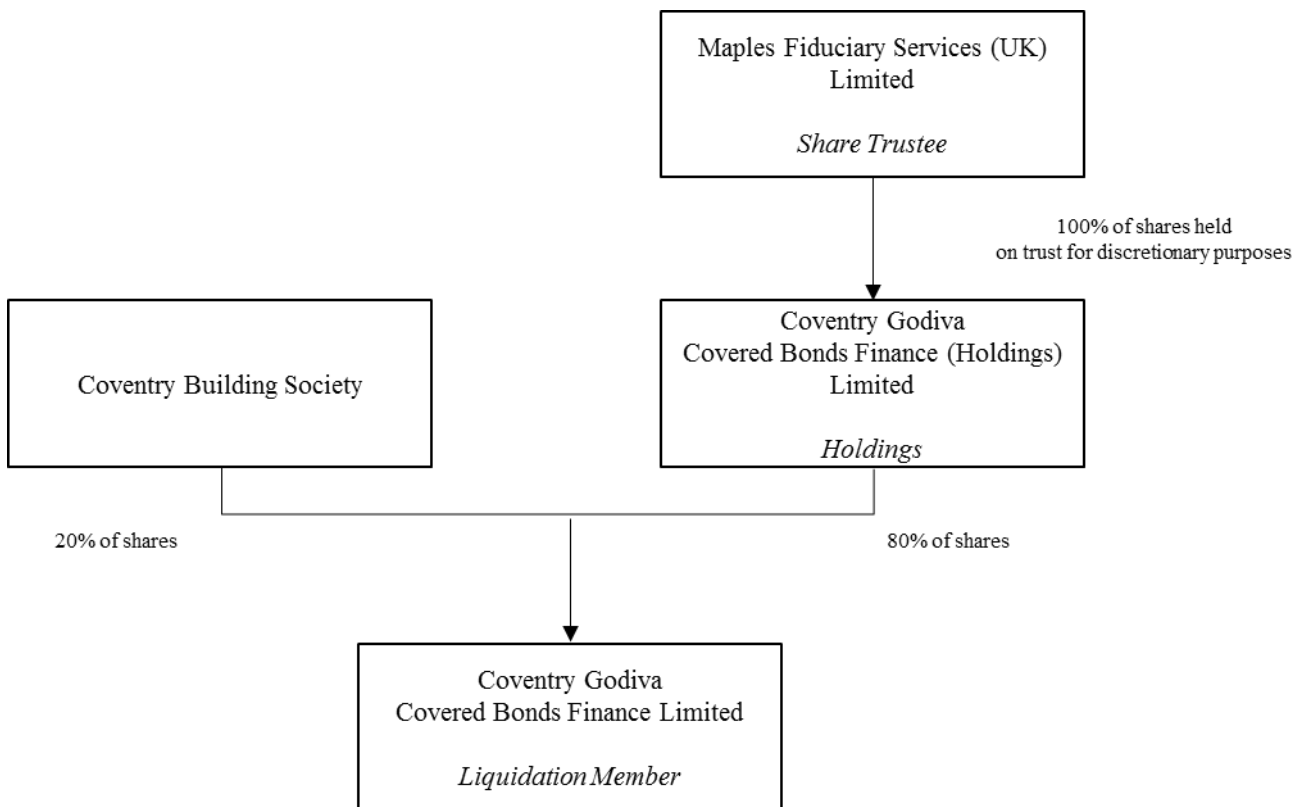 Maples Fiduciary Services (UK)
Limited
Share Trustee
100% of shares held
on trust for discretionary purposes
Coventry Building Society
Coventry Godiva
Covered Bonds Finance (Holdings)
Limited
Holdings
20% of shares
80% of shares
Coventry Godiva
Covered Bonds Finance Limited
Liquidation Member